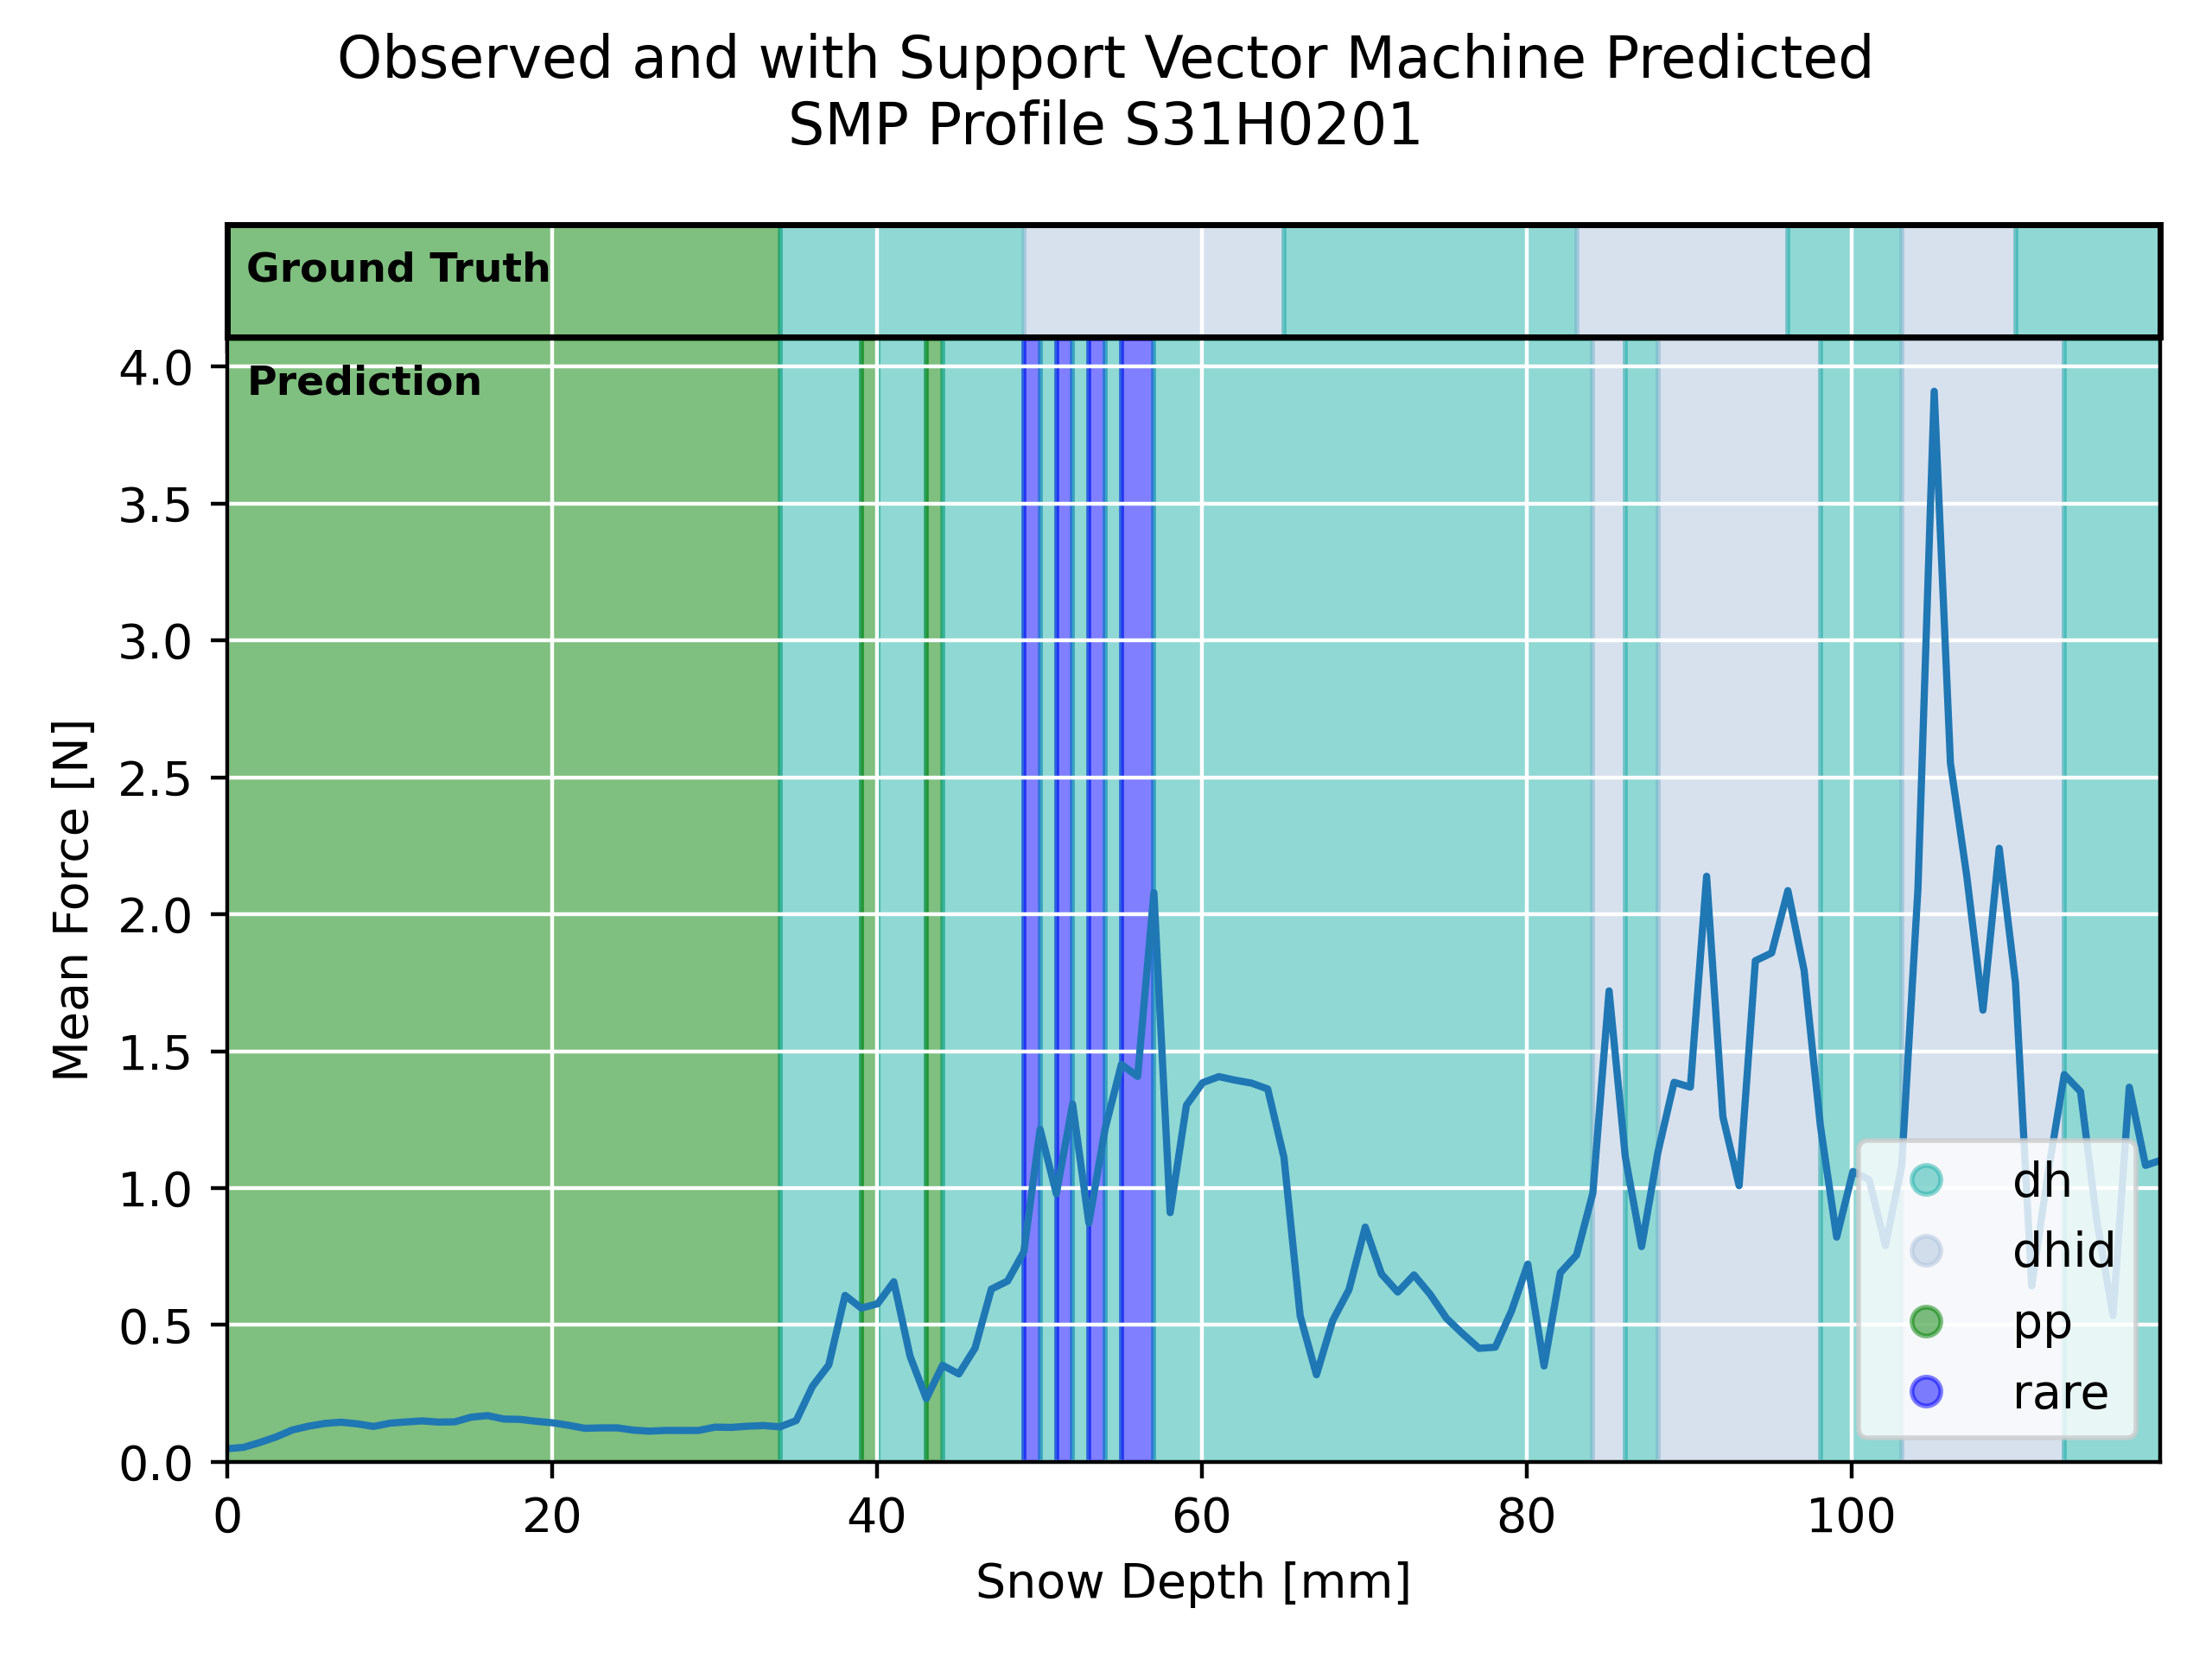 Observed and with Support Vector Machine Predicted
SMP Profile S31H0201
Ground Truth
Prediction
4.0
3.5
3.0
2.5
2.0
1.5
1.0
0.5
0.0
Mean Force [N]
dh
dhid
pp
rare
0 20 40 60 80 100
Snow Depth [mm]